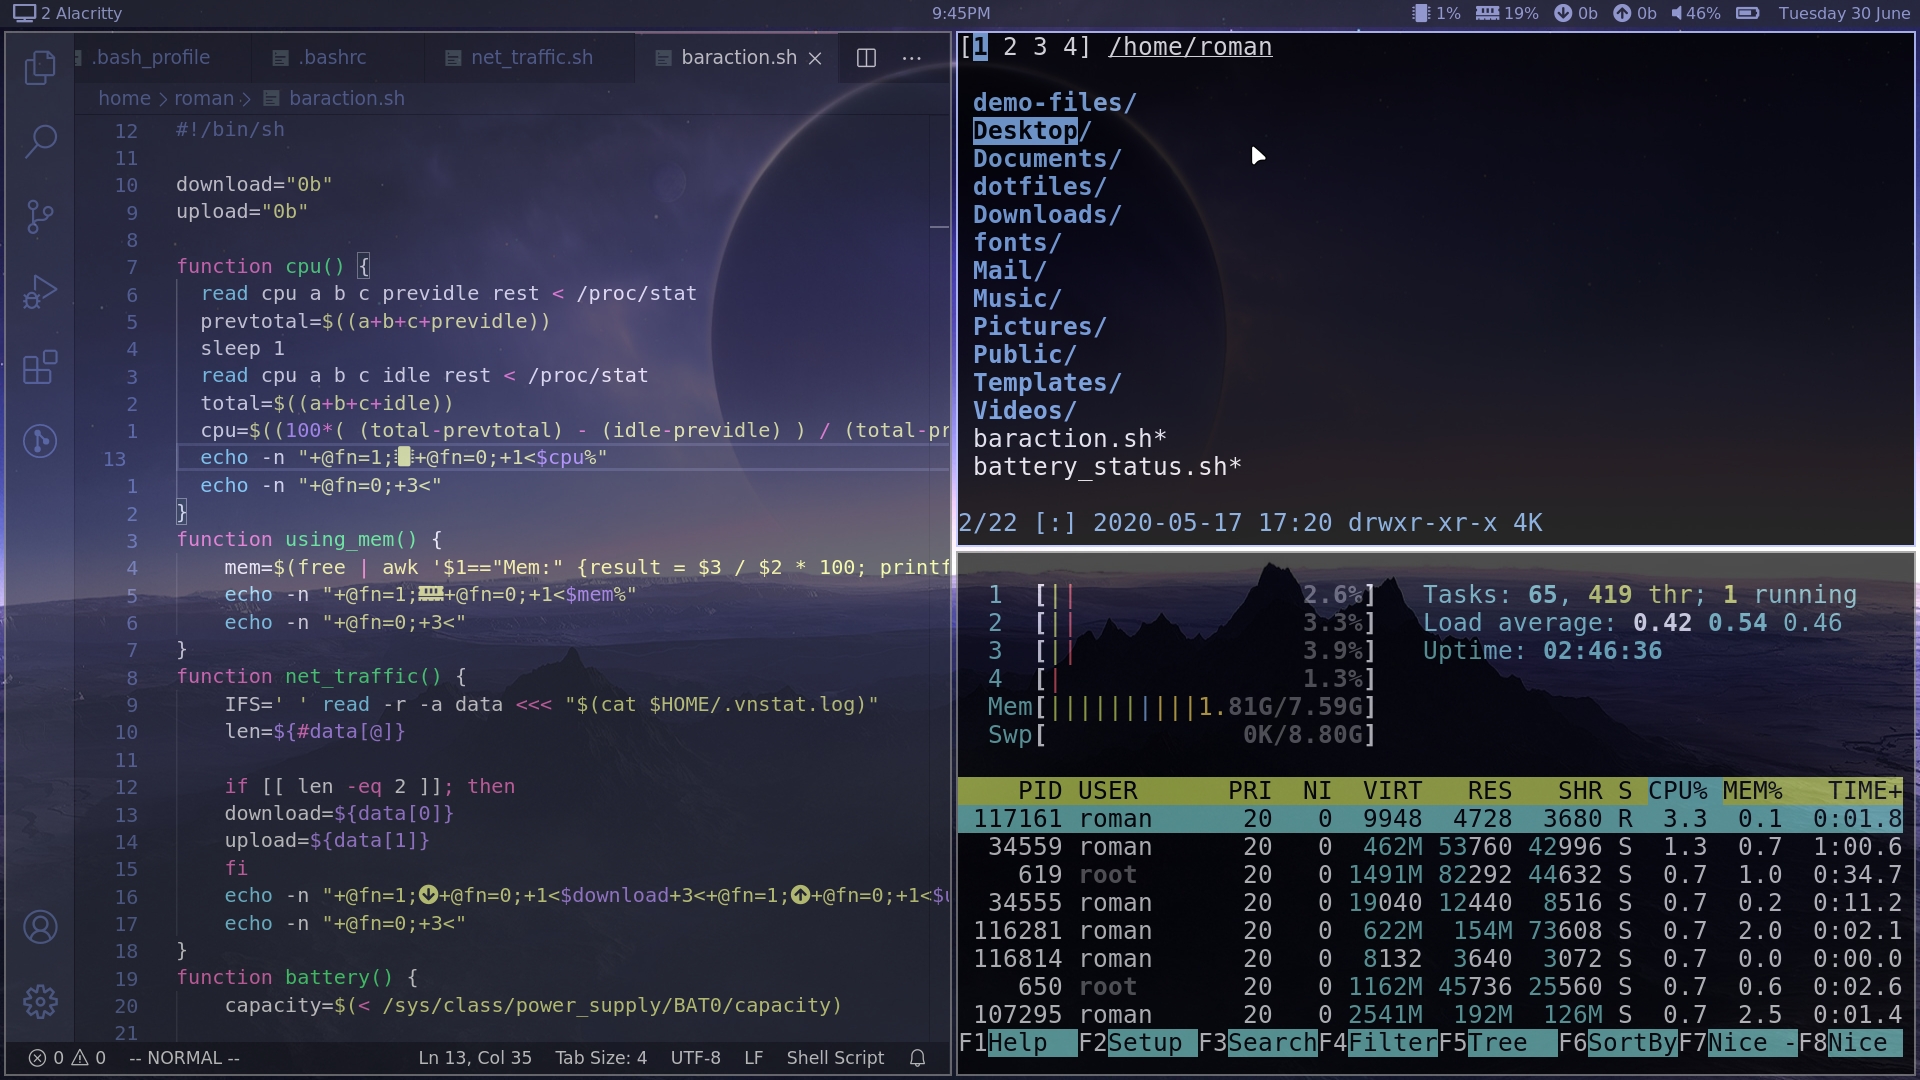 2 Alacritty
9:45PM
1% 19% 0b 0b 46% Tuesday 30 June
.bash_profile .bashrc net_traffic.sh baraction.sh
home > roman > baraction.sh
12 #!/bin/sh
11
10 download="0b"
9 upload="0b"
8
7 function cpu() {
6 read cpu a b c previdle rest < /proc/stat
5 prevtotal=$((a+b+c+previdle))
4 sleep 1
3 read cpu a b c idle rest < /proc/stat
2 total=$((a+b+c+idle))
1 cpu=$((100*( (total-prevtotal) - (idle-previdle) ) / (total-pr
13 echo -n "+@fn=1;+@fn=0;+1<$cpu%"
1 echo -n "+@fn=0;+3<"
2 }
3 function using_mem() {
4 mem=$(free | awk '$1=="Mem:" {result = $3 / $2 * 100; printf
5 echo -n "+@fn=1;+@fn=0;+1<$mem%"
6 echo -n "+@fn=0;+3<"
7 }
8 function net_traffic() {
9 IFS=' ' read -r -a data <<< "$(cat $HOME/.vnstat.log)"
10 len=${#data[@]}
11
12 if [[ len -eq 2 ]]; then
13 download=${data[0]}
14 upload=${data[1]}
15 fi
16 echo -n "+@fn=1;+@fn=0;+1<$download+3<+@fn=1;+@fn=0;+1<$u
17 echo -n "+@fn=0;+3<"
18 }
19 function battery() {
20 capacity=$(< /sys/class/power_supply/BAT0/capacity)
21
0 0 -- NORMAL -- Ln 13, Col 35 Tab Size: 4 UTF-8 LF Shell Script
[1 2 3 4] /home/roman
demo-files/
Desktop/
Documents/
dotfiles/
Downloads/
fonts/
Mail/
Music/
Pictures/
Public/
Templates/
Videos/
baraction.sh*
battery_status.sh*
2/22 [:] 2020-05-17 17:20 drwxr-xr-x 4K
1 [|| 2.6%] Tasks: 65, 419 thr; 1 running
2 [|| 3.3%] Load average: 0.42 0.54 0.46
3 [|| 3.9%] Uptime: 02:46:36
4 [| 1.3%]
Mem[||||||||||1.81G/7.59G]
Swp[ 0K/8.80G]
PID USER PRI NI VIRT RES SHR S CPU% MEM% TIME+
117161 roman 20 0 9948 4728 3680 R 3.3 0.1 0:01.8
34559 roman 20 0 462M 53760 42996 S 1.3 0.7 1:00.6
619 root 20 0 1491M 82292 44632 S 0.7 1.0 0:34.7
34555 roman 20 0 19040 12440 8516 S 0.7 0.2 0:11.2
116281 roman 20 0 622M 154M 73608 S 0.7 2.0 0:02.1
116814 roman 20 0 8132 3640 3072 S 0.7 0.0 0:00.0
650 root 20 0 1162M 45736 25560 S 0.7 0.6 0:02.6
107295 roman 20 0 2541M 192M 126M S 0.7 2.5 0:01.4
F1Help F2Setup F3SearchF4FilterF5Tree F6SortByF7Nice -F8Nice